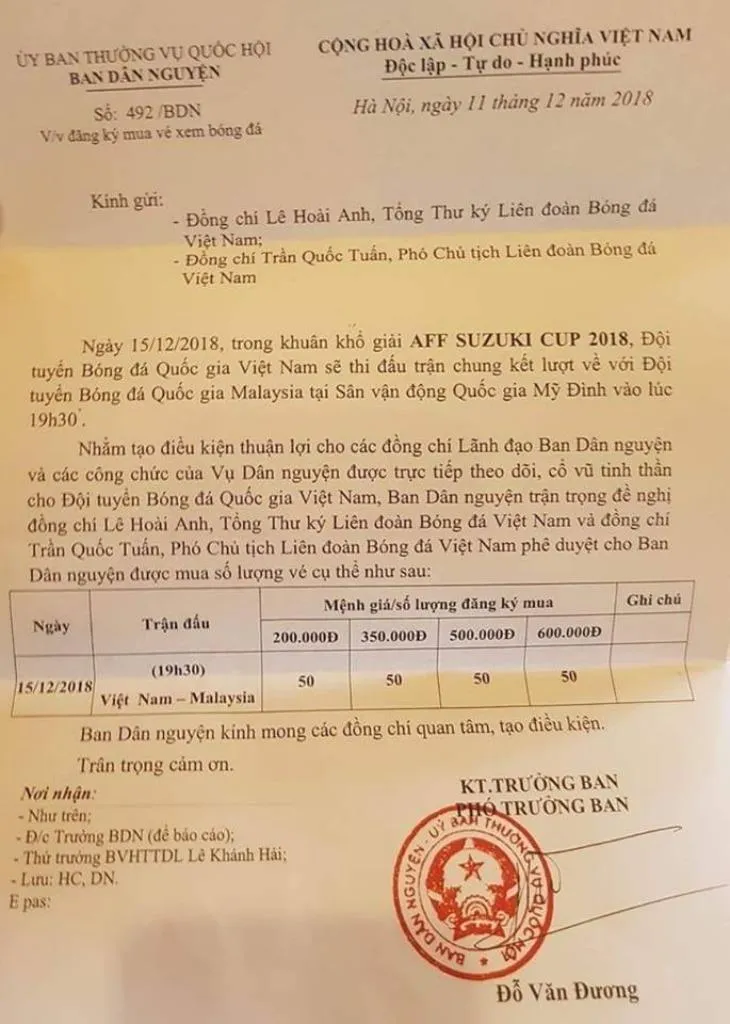 ỦY BAN THƯỜNG VỤ QUỐC HỘI
BAN DÂN NGUYỆN
Số: 492 /BDN
V/v đăng ký mua vé xem bóng đá
CỘNG HOÀ XÃ HỘI CHỦ NGHĨA VIỆT NAM
Độc lập - Tự do - Hạnh phúc
Hà Nội, ngày 11 tháng 12 năm 2018
Kính gửi:
- Đồng chí Lê Hoài Anh, Tổng Thư ký Liên đoàn Bóng đá
Việt Nam;
- Đồng chí Trần Quốc Tuấn, Phó Chủ tịch Liên đoàn Bóng đá
Việt Nam
Ngày 15/12/2018, trong khuân khổ giải AFF SUZUKI CUP 2018, Đội
tuyển Bóng đá Quốc gia Việt Nam sẽ thi đấu trận chung kết lượt về với Đội
tuyển Bóng đá Quốc gia Malaysia tại Sân vận động Quốc gia Mỹ Đình vào lúc
19h30'.
Nhằm tạo điều kiện thuận lợi cho các đồng chí Lãnh đạo Ban Dân nguyện
và các công chức của Vụ Dân nguyện được trực tiếp theo dõi, cổ vũ tinh thần
cho Đội tuyển Bóng đá Quốc gia Việt Nam, Ban Dân nguyện trận trọng đề nghị
đồng chí Lê Hoài Anh, Tổng Thư ký Liên đoàn Bóng đá Việt Nam và đồng chí
Trần Quốc Tuấn, Phó Chủ tịch Liên đoàn Bóng đá Việt Nam phê duyệt cho Ban
Dân nguyện được mua số lượng vé cụ thể như sau:
Ngày Trận đấu Mệnh giá/số lượng đăng ký mua Ghi chú
200.000Đ 350.000Đ 500.000Đ 600.000Đ
15/12/2018 (19h30) 50 50 50 50
Việt Nam – Malaysia
Ban Dân nguyện kính mong các đồng chí quan tâm, tạo điều kiện.
Trân trọng cảm ơn.
Nơi nhận:
- Như trên;
- Đ/c Trưởng BDN (để báo cáo);
- Thứ trưởng BVHTTDL Lê Khánh Hải;
- Lưu: HC, DN.
E pas:
KT.TRƯỞNG BAN
PHÓ TRƯỞNG BAN
BAN DÂN NGUYỆN - UỶ BAN THƯỜNG VỤ QUỐC HỘI
Đỗ Văn Đương